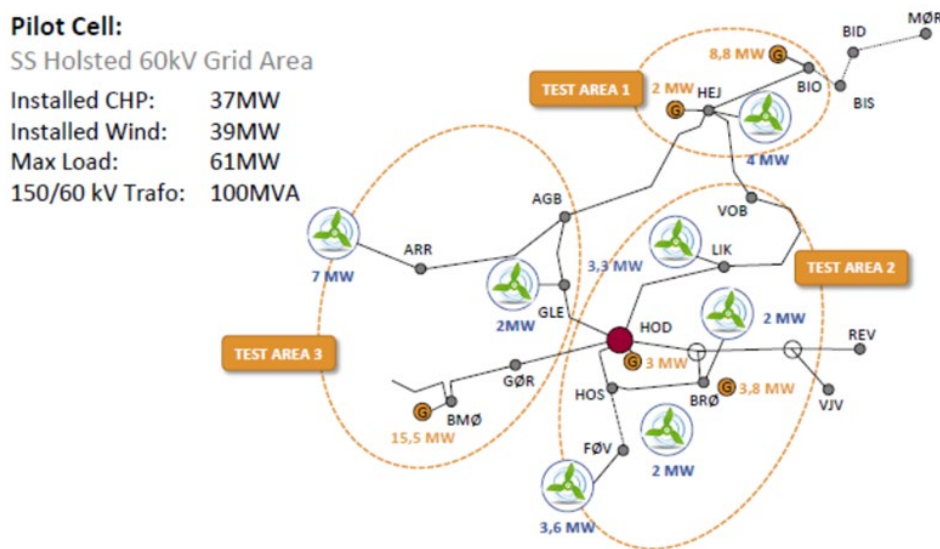 Pilot Cell:
SS Holsted 60kV Grid Area
Installed CHP: 37MW
Installed Wind: 39MW
Max Load: 61MW
150/60 kV Trafo: 100MVA
MØR
BID
8,8 MW
G
BIO
BIS
TEST AREA 1
2 MW
G
HEJ
4 MW
AGB
VOB
ARR
7 MW
3,3 MW
LIK
TEST AREA 2
2MW
GLE
HOD
2 MW
REV
TEST AREA 3
G
3 MW
GØR
HOS
BRØ
G
3,8 MW
VJV
G
BMØ
15,5 MW
FØV
2 MW
3,6 MW